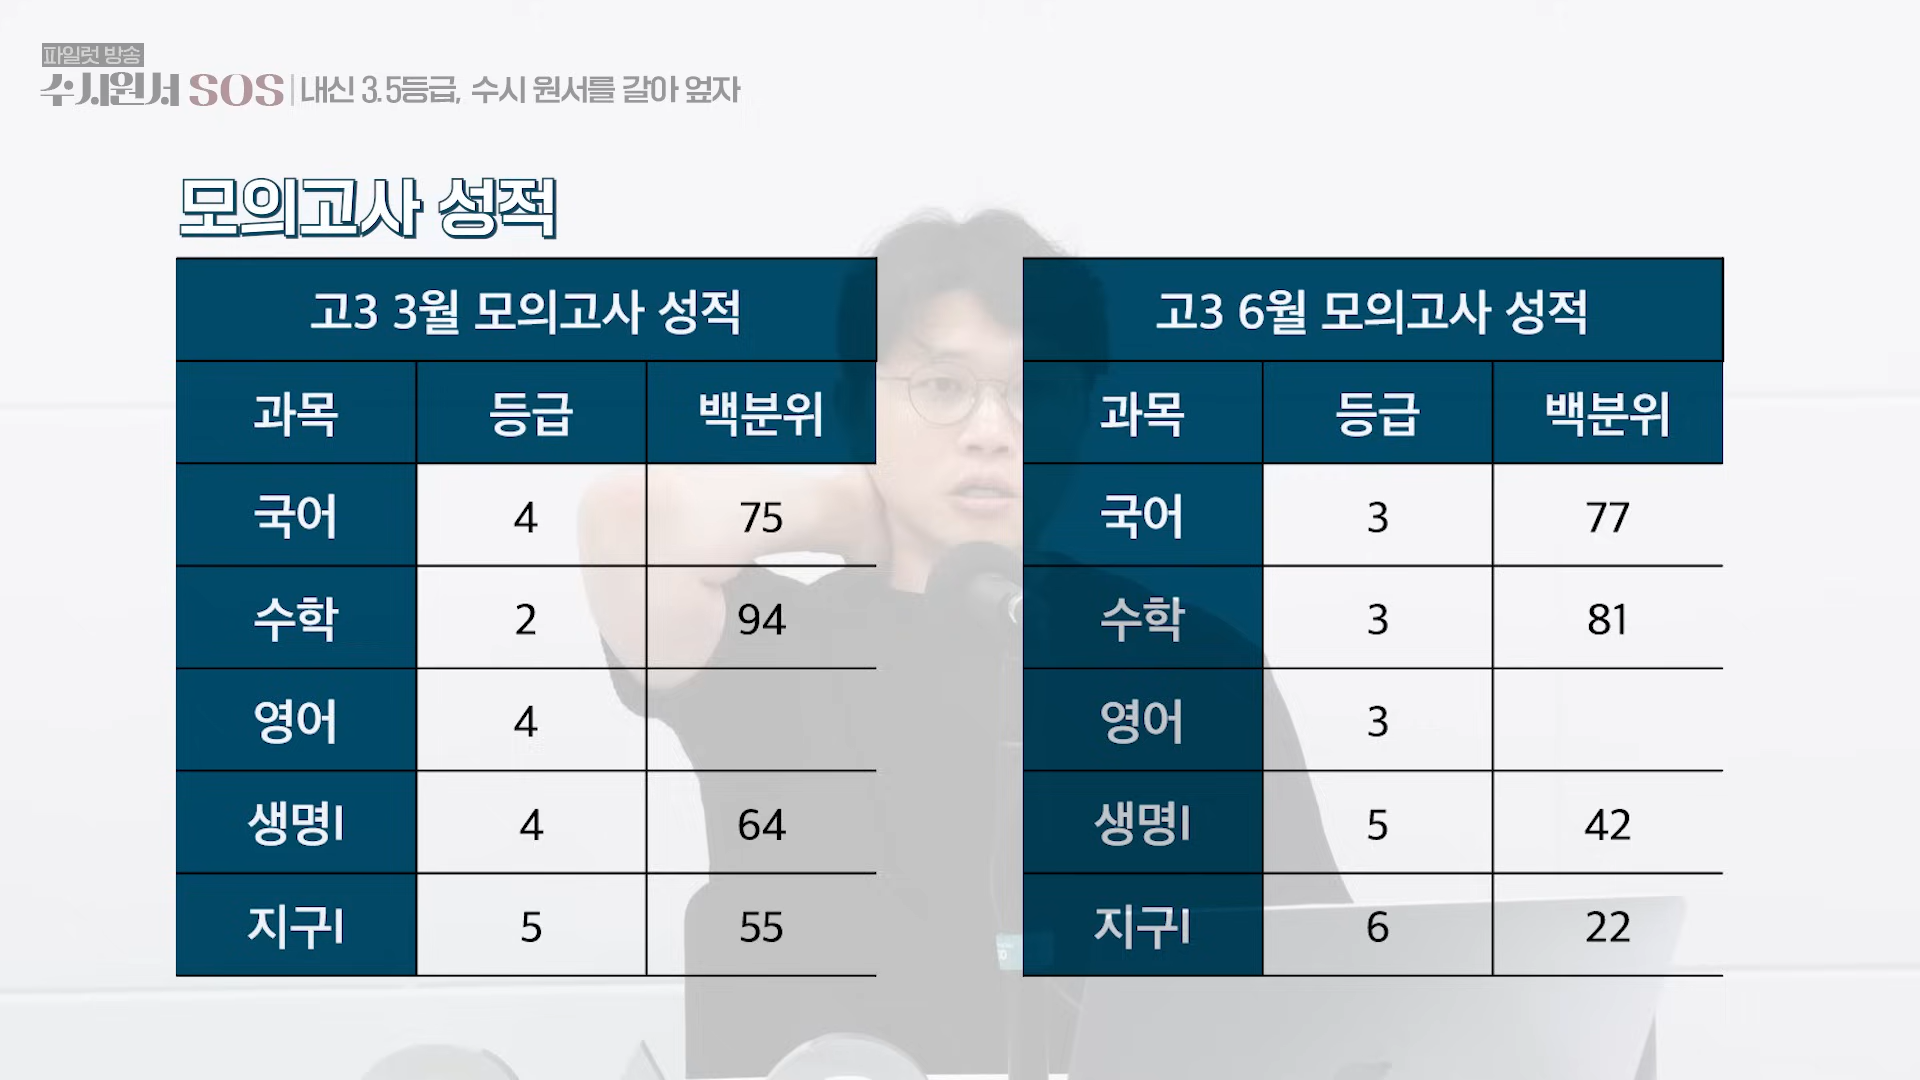 파일럿 방송
수시원서 SOS | 내신 3.5등급, 수시 원서를 갈아 엎자
모의고사 성적
고3 3월 모의고사 성적
과목 등급 백분위
국어 4 75
수학 2 94
영어 4
생명I 4 64
지구I 5 55
고3 6월 모의고사 성적
과목 등급 백분위
국어 3 77
수학 3 81
영어 3
생명I 5 42
지구I 6 22